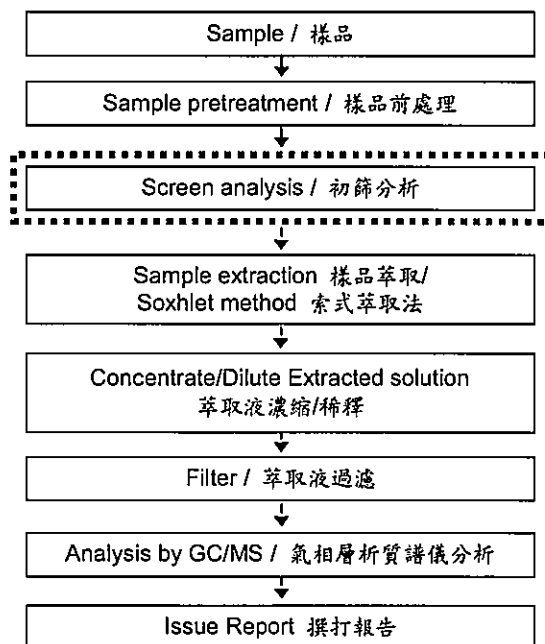 Sample / 樣品
Sample pretreatment / 樣品前處理
Screen analysis / 初篩分析
Sample extraction 樣品萃取/
Soxhlet method 索式萃取法
Concentrate/Dilute Extracted solution
萃取液濃縮/稀釋
Filter / 萃取液過濾
Analysis by GC/MS / 氣相層析質譜儀分析
Issue Report 撰打報告